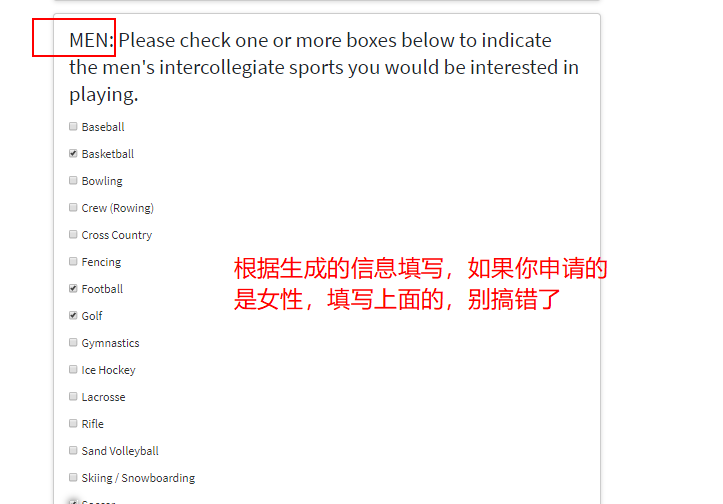 MEN: Please check one or more boxes below to indicate
the men's intercollegiate sports you would be interested in
playing.
Baseball
Basketball
Bowling
Crew (Rowing)
Cross Country
Fencing
根据生成的信息填写，如果你申请的
是女性，填写上面的，别搞错了
Football
Golf
Gymnastics
Ice Hockey
Lacrosse
Rifle
Sand Volleyball
Skiing / Snowboarding
Soccer